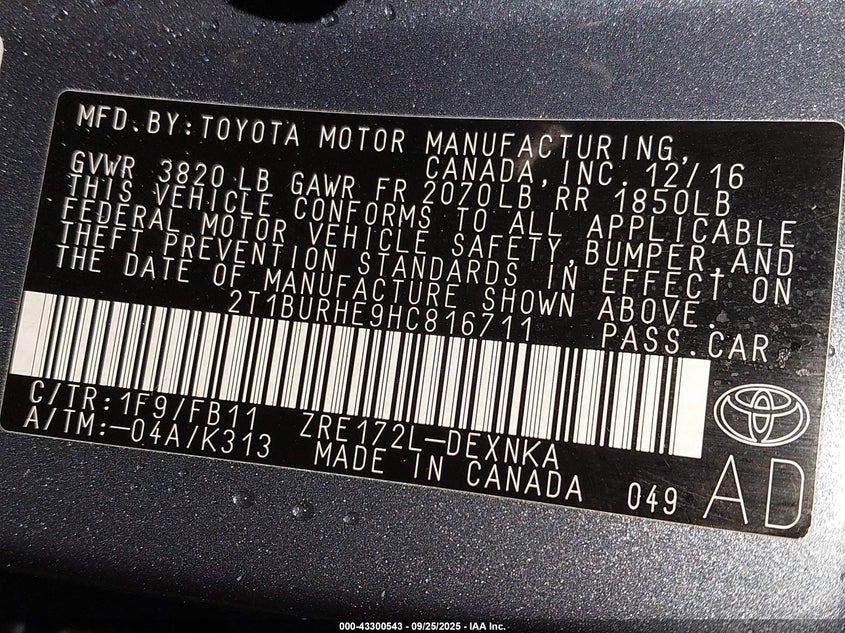 MFD.BY:TOYOTA MOTOR MANUFACTURING,
CANADA,INC. 12/16
GVWR 3820 LB GAWR FR 2070LB RR 1850LB
THIS VEHICLE CONFORMS TO ALL APPLICABLE
FEDERAL MOTOR VEHICLE SAFETY,BUMPER,AND
THEFT PREVENTION STANDARDS IN EFFECT ON
THE DATE OF MANUFACTURE SHOWN ABOVE.
2T1BURHE9HC816711 PASS.CAR
C/TR:1F9/FB11 ZRE172L-DEXNKA
A/TM:-04A/K313 MADE IN CANADA 049
AD
000-43300543 - 09/25/2025 - IAA Inc.